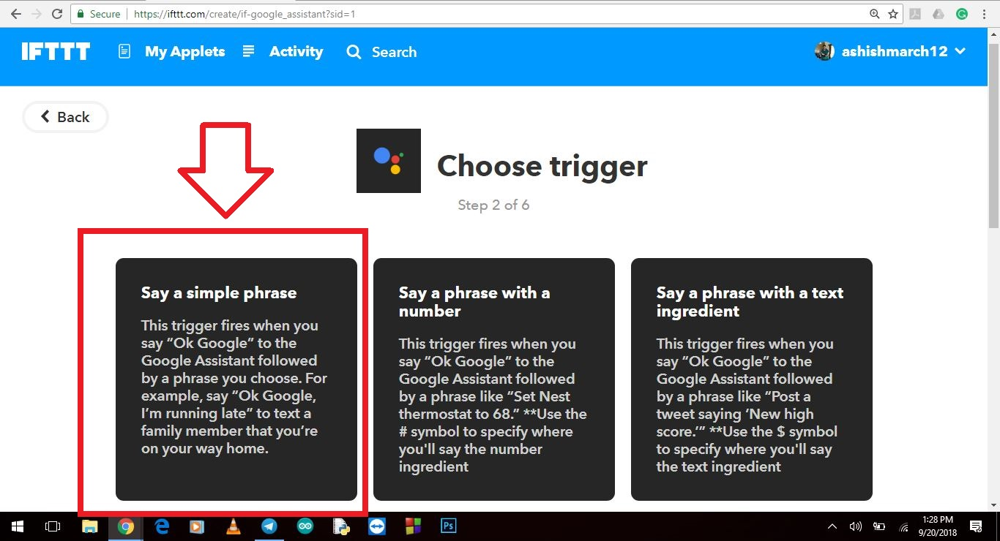 Secure https://ifttt.com/create/if-google_assistant?sid=1
IFTTT My Applets Activity Search ashishmarch12
Back
Choose trigger
Step 2 of 6
Say a simple phrase
This trigger fires when you
say “Ok Google” to the
Google Assistant followed
by a phrase you choose. For
example, say “Ok Google,
I’m running late” to text a
family member that you’re
on your way home.
Say a phrase with a
number
This trigger fires when you
say “Ok Google” to the
Google Assistant followed
by a phrase like “Set Nest
thermostat to 68.” **Use the
# symbol to specify where
you'll say the number
ingredient
Say a phrase with a text
ingredient
This trigger fires when you
say “Ok Google” to the
Google Assistant followed
by a phrase like “Post a
tweet saying ‘New high
score.’” **Use the $ symbol
to specify where you'll say
the text ingredient
Ps
1:28 PM
9/20/2018